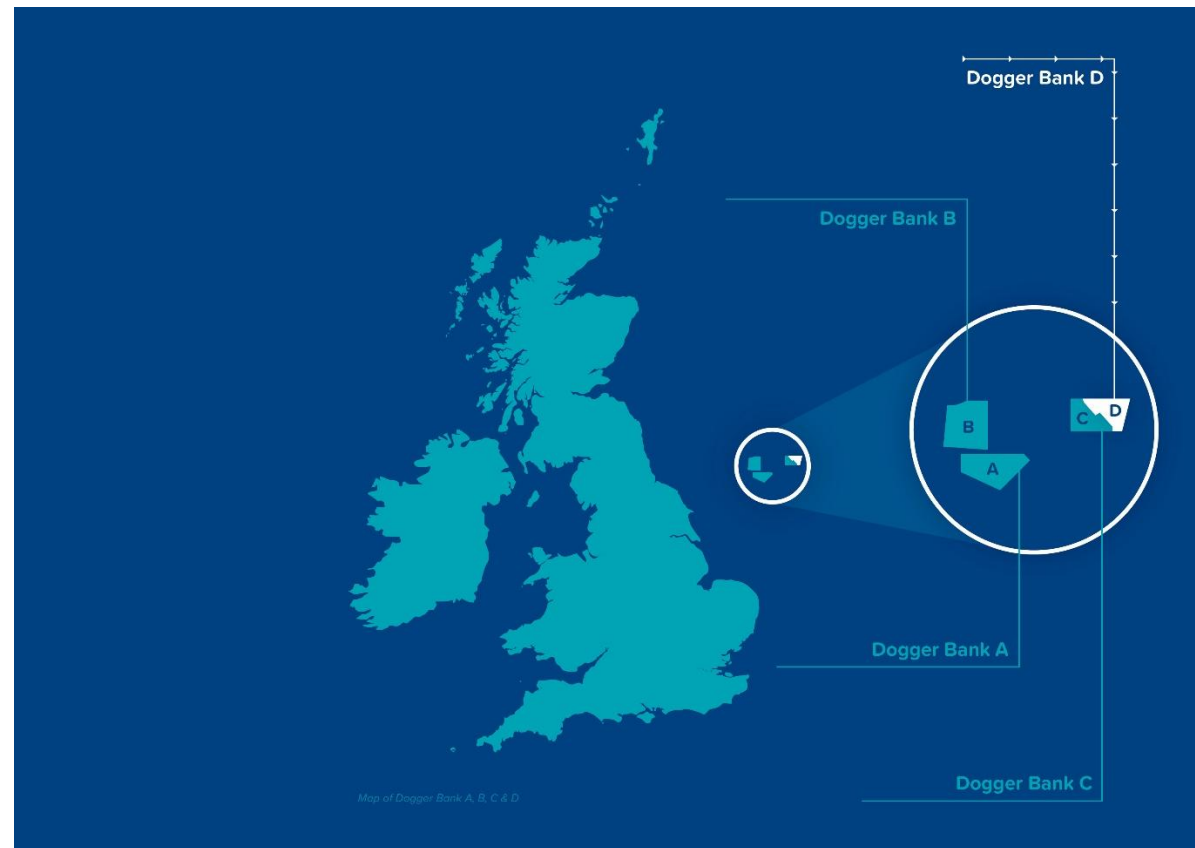 Dogger Bank D
Dogger Bank B
D
C
B
A
Dogger Bank A
Dogger Bank C
Map of Dogger Bank A, B, C & D